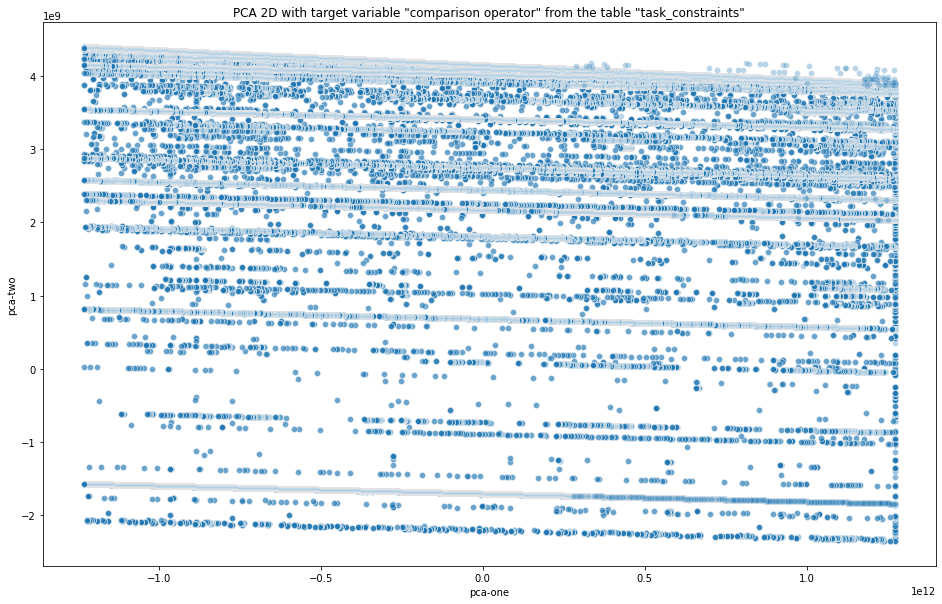 PCA 2D with target variable "comparison operator" from the table "task_constraints"
1e9
4
3
2
1
0
−1
−2
pca-two
−1.0 −0.5 0.0 0.5 1.0
1e12
pca-one